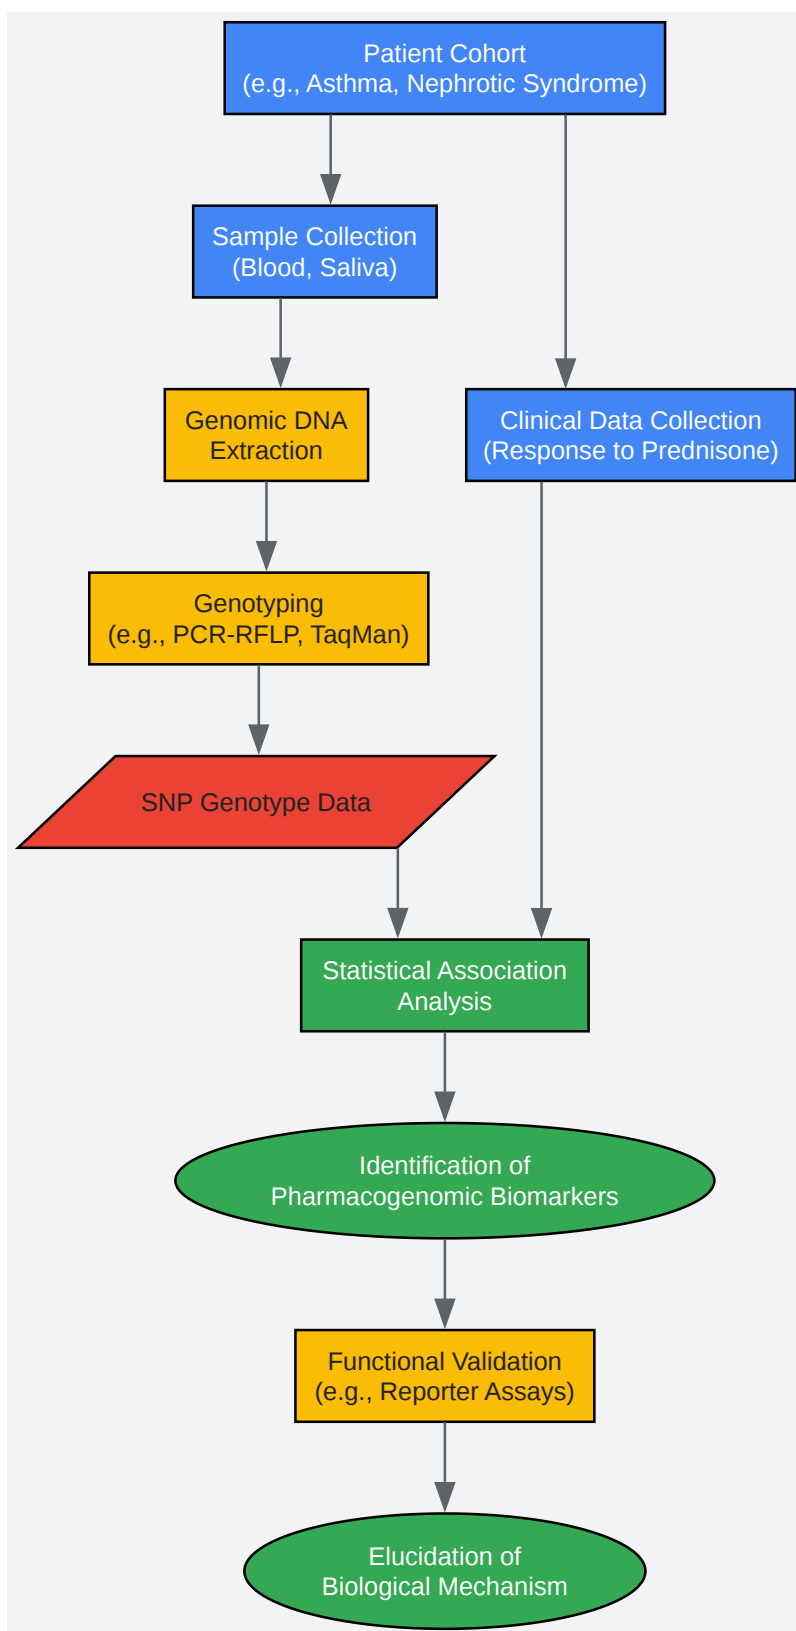 Patient Cohort
(e.g., Asthma, Nephrotic Syndrome)
Sample Collection
(Blood, Saliva)
Genomic DNA
Extraction
Clinical Data Collection
(Response to Prednisone)
Genotyping
(e.g., PCR-RFLP, TaqMan)
SNP Genotype Data
Statistical Association
Analysis
Identification of
Pharmacogenomic Biomarkers
Functional Validation
(e.g., Reporter Assays)
Elucidation of
Biological Mechanism